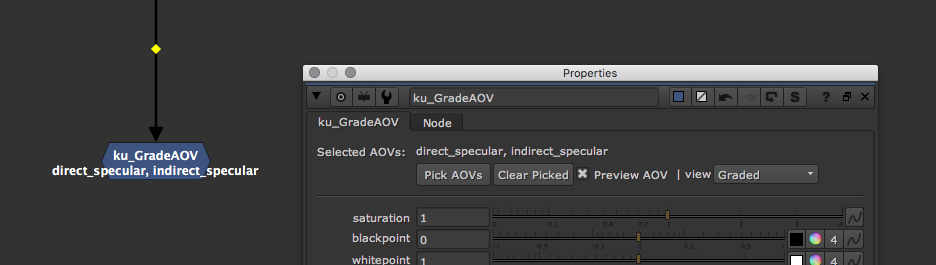 Properties
ku_GradeAOV
S ?
ku_GradeAOV Node
ku_GradeAOV
direct_specular, indirect_specular
Selected AOVs: direct_specular, indirect_specular
Pick AOVs Clear Picked Preview AOV | view Graded
saturation 1
blackpoint 0 4
whitepoint 1 4